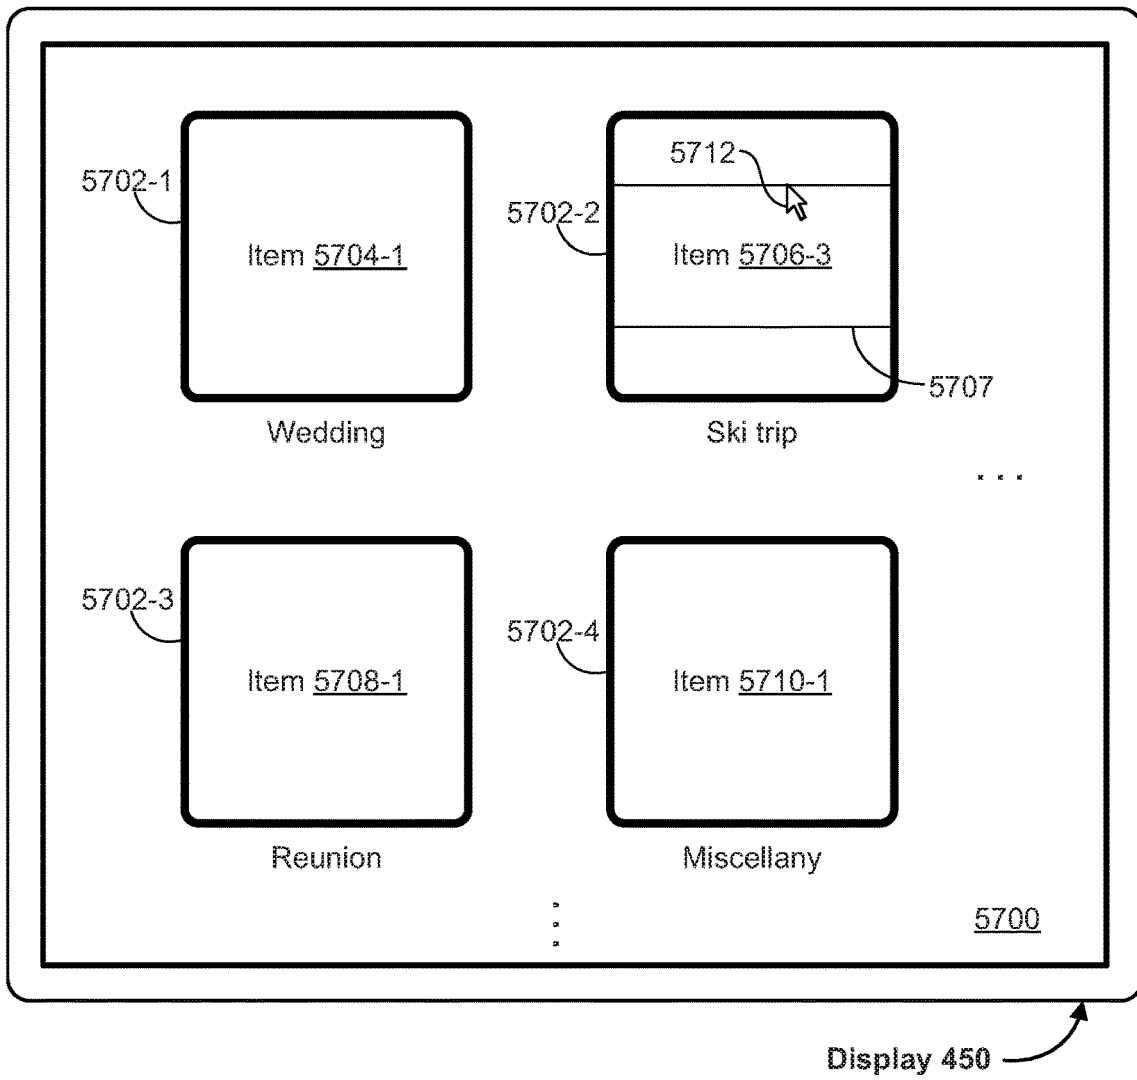 5712
5702-1
5702-2
Item 5704-1
Item 5706-3
5707
Wedding
Ski trip
. . .
5702-3
5702-4
Item 5708-1
Item 5710-1
Reunion
Miscellany
5700
Display 450